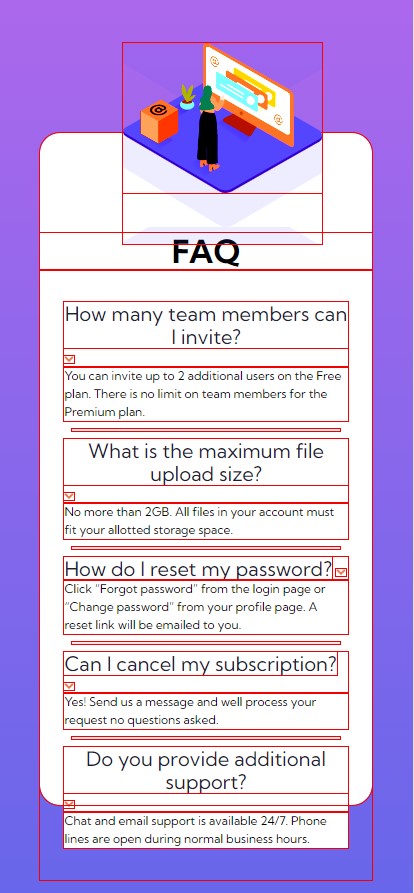 FAQ
How many team members can
I invite?
You can invite up to 2 additional users on the Free
plan. There is no limit on team members for the
Premium plan.
What is the maximum file
upload size?
No more than 2GB. All files in your account must
fit your allotted storage space.
How do I reset my password?
Click “Forgot password” from the login page or
“Change password” from your profile page. A
reset link will be emailed to you.
Can I cancel my subscription?
Yes! Send us a message and well process your
request no questions asked.
Do you provide additional
support?
Chat and email support is available 24/7. Phone
lines are open during normal business hours.